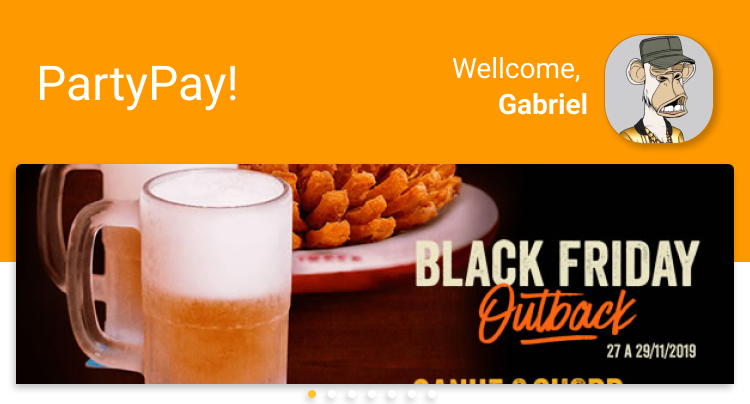 PartyPay!
Wellcome,
Gabriel
BLACK FRIDAY
Outback
27 A 29/11/2019